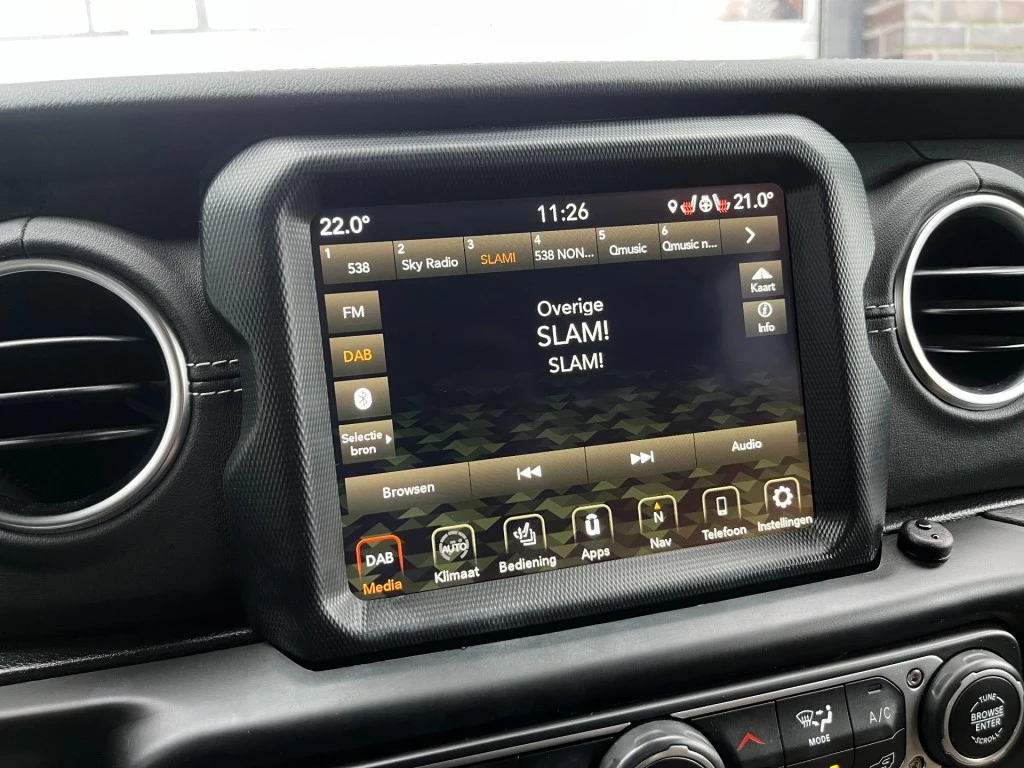 22.0° 11:26 21.0°
1 538 2 Sky Radio 3 SLAM! 4 538 NON... 5 Qmusic 6 Qmusic n...
Kaart
FM
Info
Overige
SLAM!
SLAM!
DAB
Selectie
bron
Browsen Audio
DAB AUTO N
Media Klimaat Bediening Apps Nav Telefoon Instellingen
MODE
A/C
TUNE
BROWSE
ENTER
SCROLL